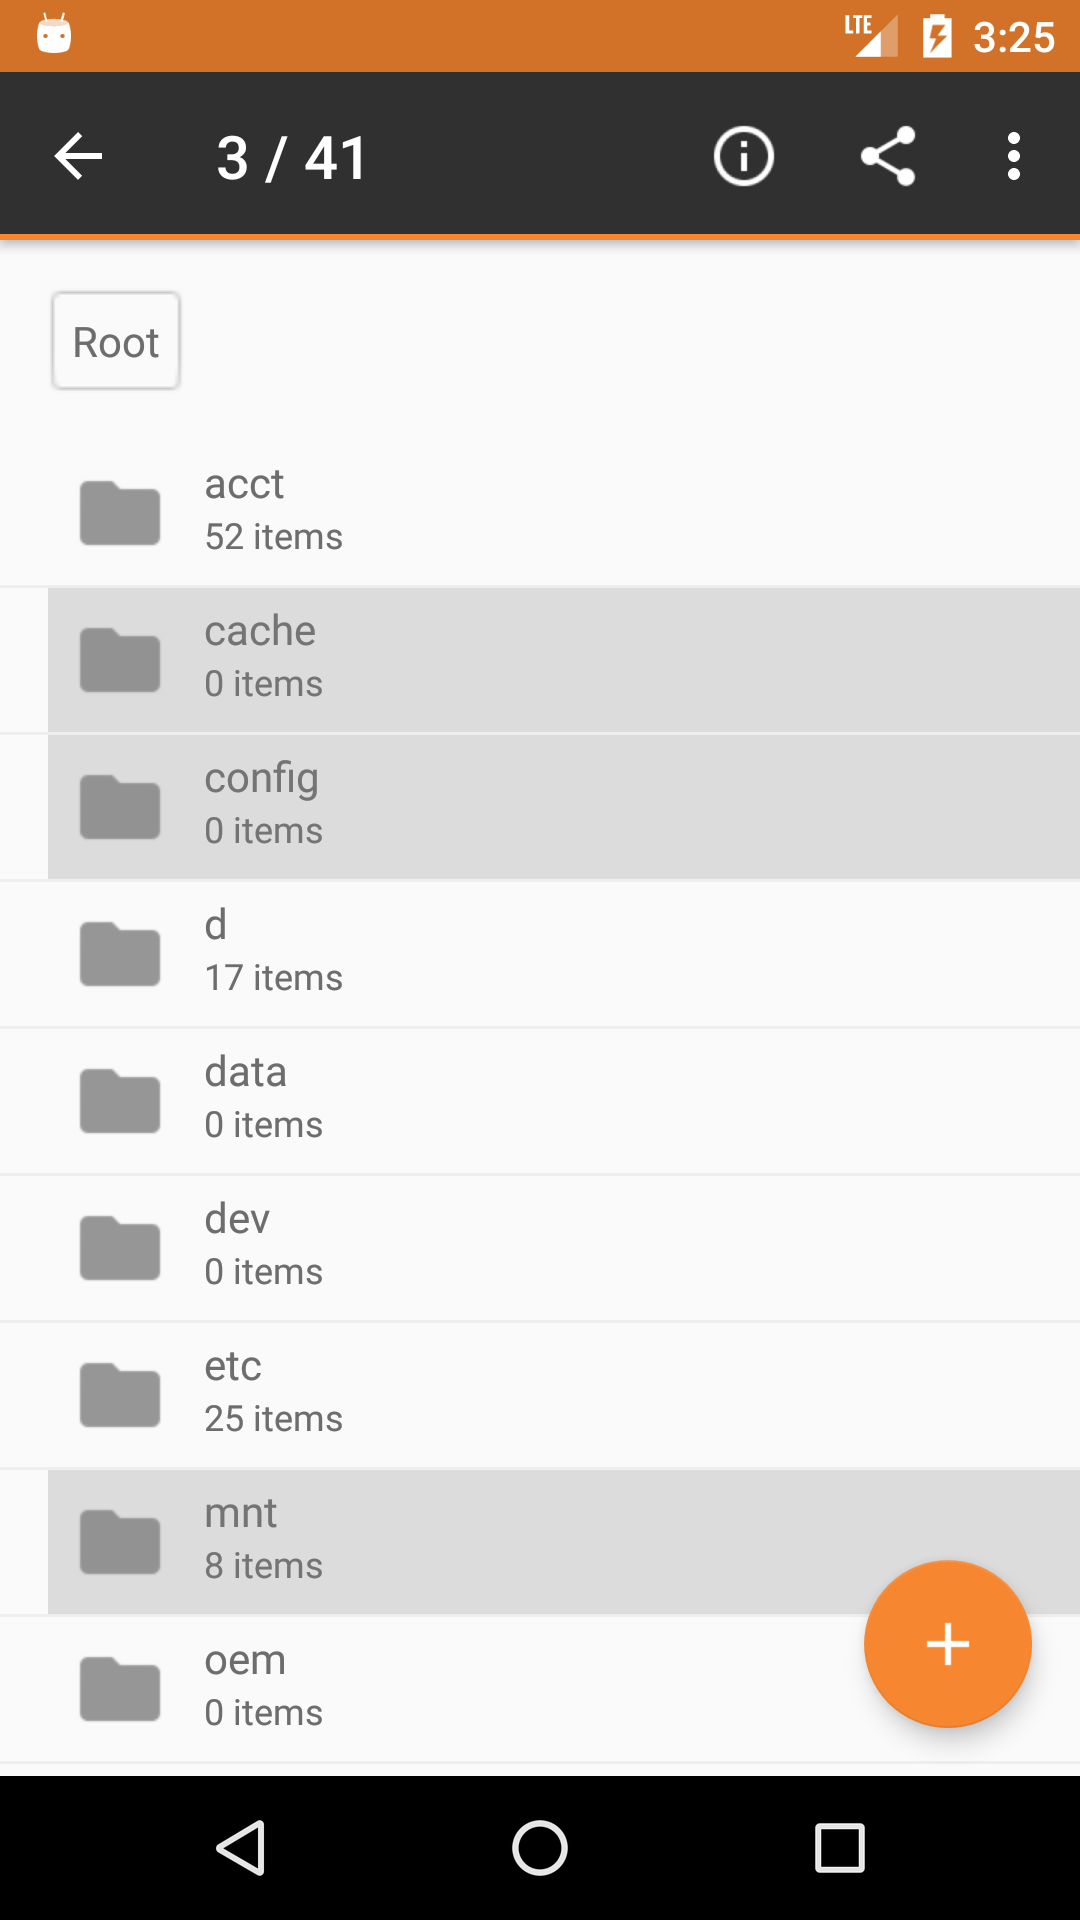 LTE 3:25
3 / 41
Root
acct
52 items
cache
0 items
config
0 items
d
17 items
data
0 items
dev
0 items
etc
25 items
mnt
8 items
oem
0 items